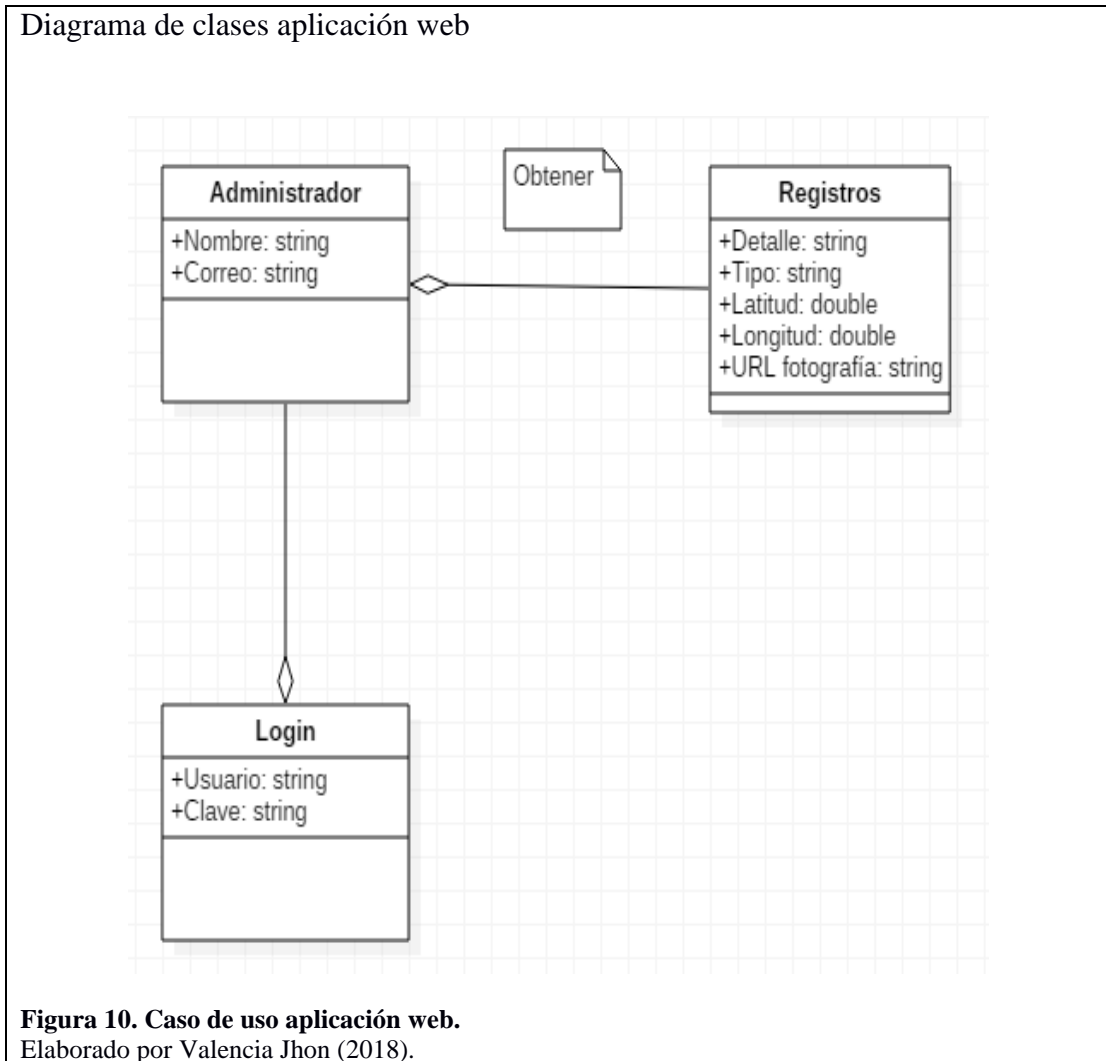 Diagrama de clases aplicación web
Obtener
Administrador
+Nombre: string
+Correo: string
Registros
+Detalle: string
+Tipo: string
+Latitud: double
+Longitud: double
+URL fotografía: string
Login
+Usuario: string
+Clave: string
Figura 10. Caso de uso aplicación web.
Elaborado por Valencia Jhon (2018).